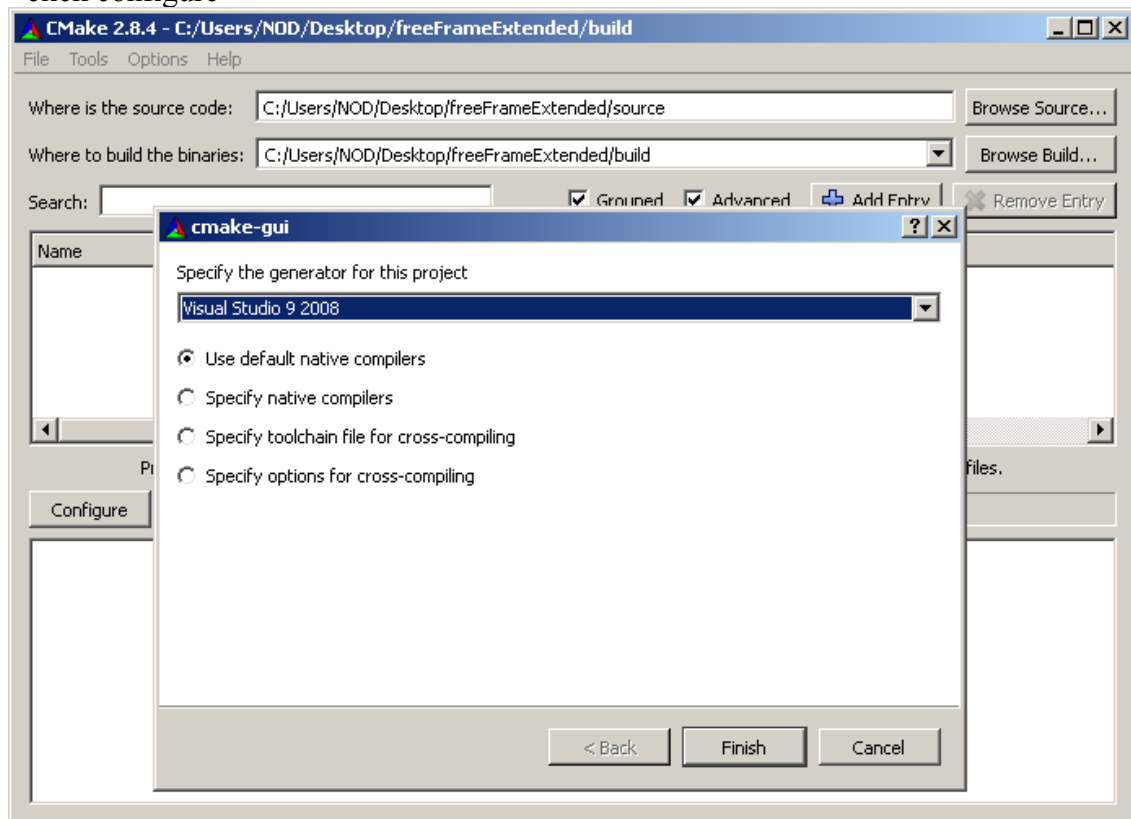 click configure
CMake 2.8.4 - C:/Users/NOD/Desktop/freeFrameExtended/build
File Tools Options Help
Where is the source code: C:/Users/NOD/Desktop/freeFrameExtended/source Browse Source...
Where to build the binaries: C:/Users/NOD/Desktop/freeFrameExtended/build Browse Build...
Search: Grouped Advanced Add Entry Remove Entry
cmake-gui
Name
Specify the generator for this project
Visual Studio 9 2008
Use default native compilers
Specify native compilers
Specify toolchain file for cross-compiling
Specify options for cross-compiling
files.
Configure
< Back Finish Cancel